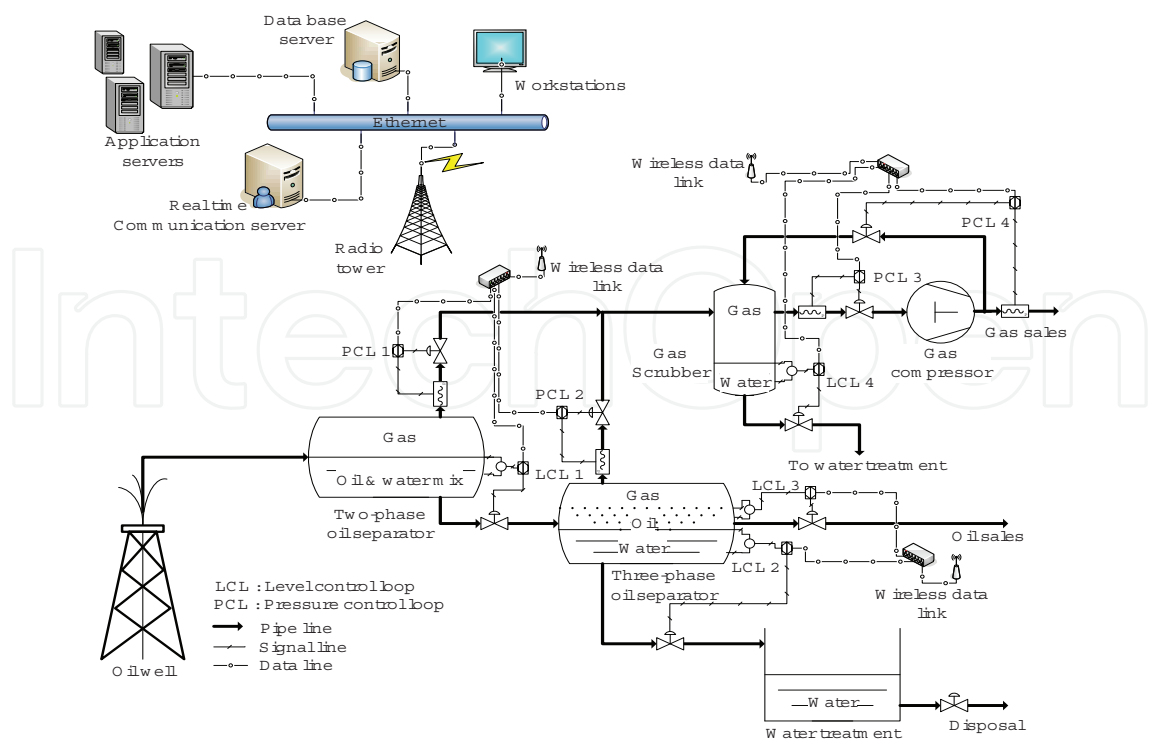 Data base
server
Workstations
Ethernet
Application
servers
Realtime
Communication server
Radio
tower
Wireless data
link
Wireless data
link
PCL 4
PCL 3
Gas sales
Gas
compressor
Gas
Gas
Scrubber
Water
LCL 4
To water treatment
PCL 1
PCL 2
Gas
Oil & water mix
LCL 1
Two-phase
oil separator
Gas
Oil
Water
LCL 3
LCL 2
Oil sales
Three-phase
oil separator
Wireless data
link
LCL : Level control loop
PCL : Pressure control loop
Pipe line
Signal line
Data line
Oil well
Water
Water treatment
Disposal
IntechOpen